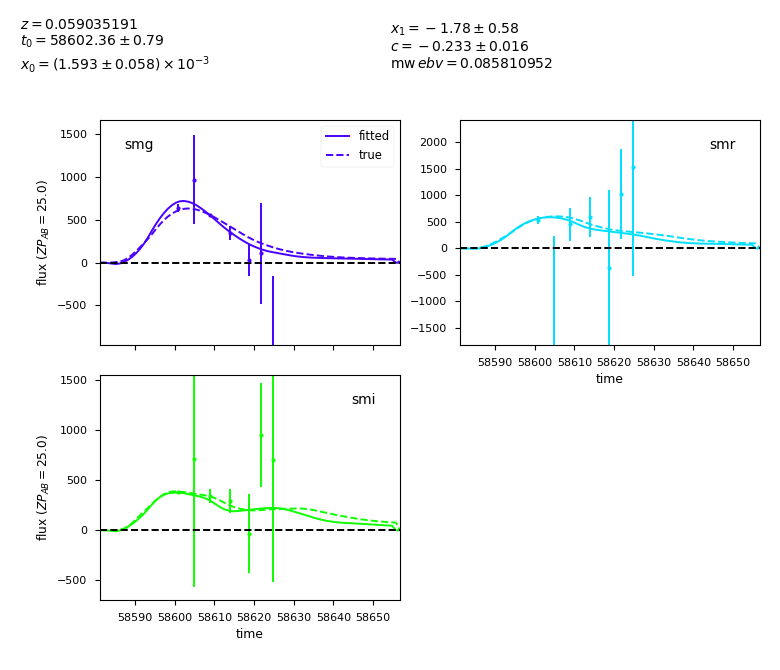 z = 0.059035191
t₀ = 58602.36 ± 0.79
x₀ = (1.593 ± 0.058) × 10⁻³
x₁ = −1.78 ± 0.58
c = −0.233 ± 0.016
mw ebv = 0.085810952
smg
fitted
true
1500
1000
500
0
−500
flux (ZP_AB = 25.0)
smr
2000
1500
1000
500
0
−500
−1000
−1500
58590 58600 58610 58620 58630 58640 58650
time
smi
1500
1000
500
0
−500
flux (ZP_AB = 25.0)
58590 58600 58610 58620 58630 58640 58650
time